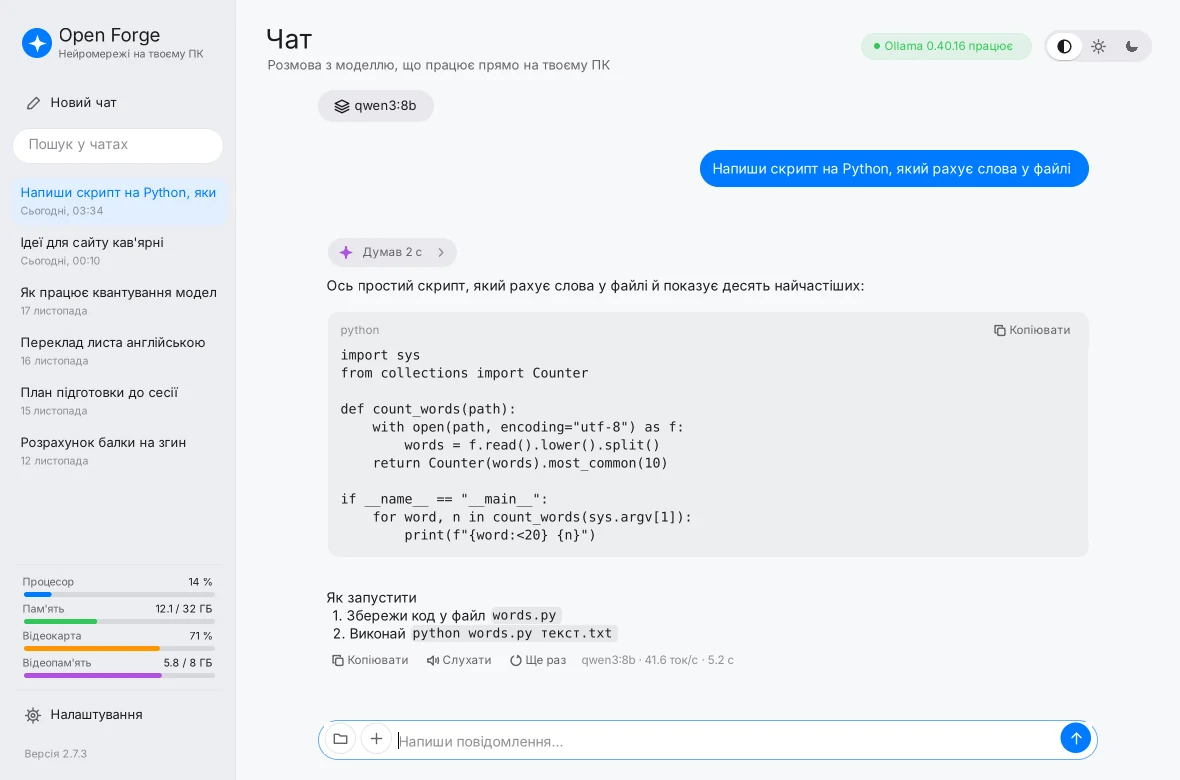 Open Forge
Нейромережі на твоєму ПК
Новий чат
Пошук у чатах
Напиши скрипт на Python, яки
Сьогодні, 03:34
Ідеї для сайту кав'ярні
Сьогодні, 00:10
Як працює квантування модел
17 листопада
Переклад листа англійською
16 листопада
План підготовки до сесії
15 листопада
Розрахунок балки на згин
12 листопада
Процесор 14 %
Пам'ять 12.1 / 32 ГБ
Відеокарта 71 %
Відеопам'ять 5.8 / 8 ГБ
Налаштування
Версія 2.7.3
Чат
Розмова з моделлю, що працює прямо на твоєму ПК
Ollama 0.40.16 працює
qwen3:8b
Напиши скрипт на Python, який рахує слова у файлі
Думав 2 с
Ось простий скрипт, який рахує слова у файлі й показує десять найчастіших:
python Копіювати
import sys
from collections import Counter
def count_words(path):
    with open(path, encoding="utf-8") as f:
        words = f.read().lower().split()
    return Counter(words).most_common(10)
if __name__ == "__main__":
    for word, n in count_words(sys.argv[1]):
        print(f"{word:<20} {n}")
Як запустити
1. Збережи код у файл words.py
2. Виконай python words.py текст.txt
Копіювати Слухати Ще раз qwen3:8b · 41.6 ток/с · 5.2 с
Напиши повідомлення...